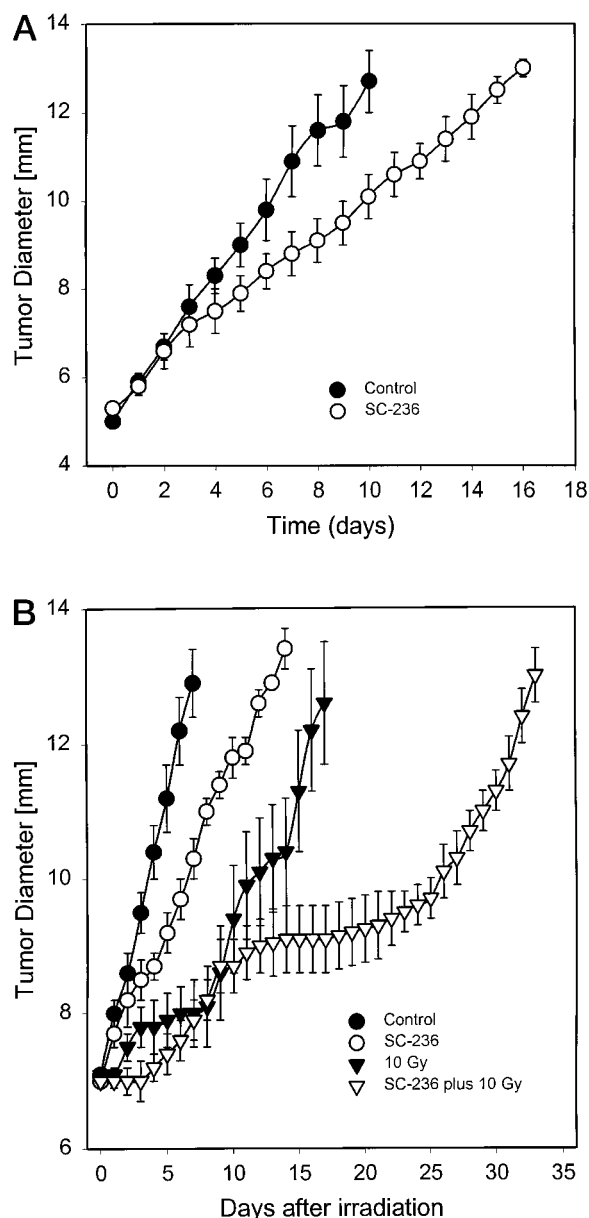 A
14
12
10
8
6
4
Tumor Diameter [mm]
Control
SC-236
0 2 4 6 8 10 12 14 16 18
Time (days)
B
14
12
10
8
6
Tumor Diameter [mm]
Control
SC-236
10 Gy
SC-236 plus 10 Gy
0 5 10 15 20 25 30 35
Days after irradiation